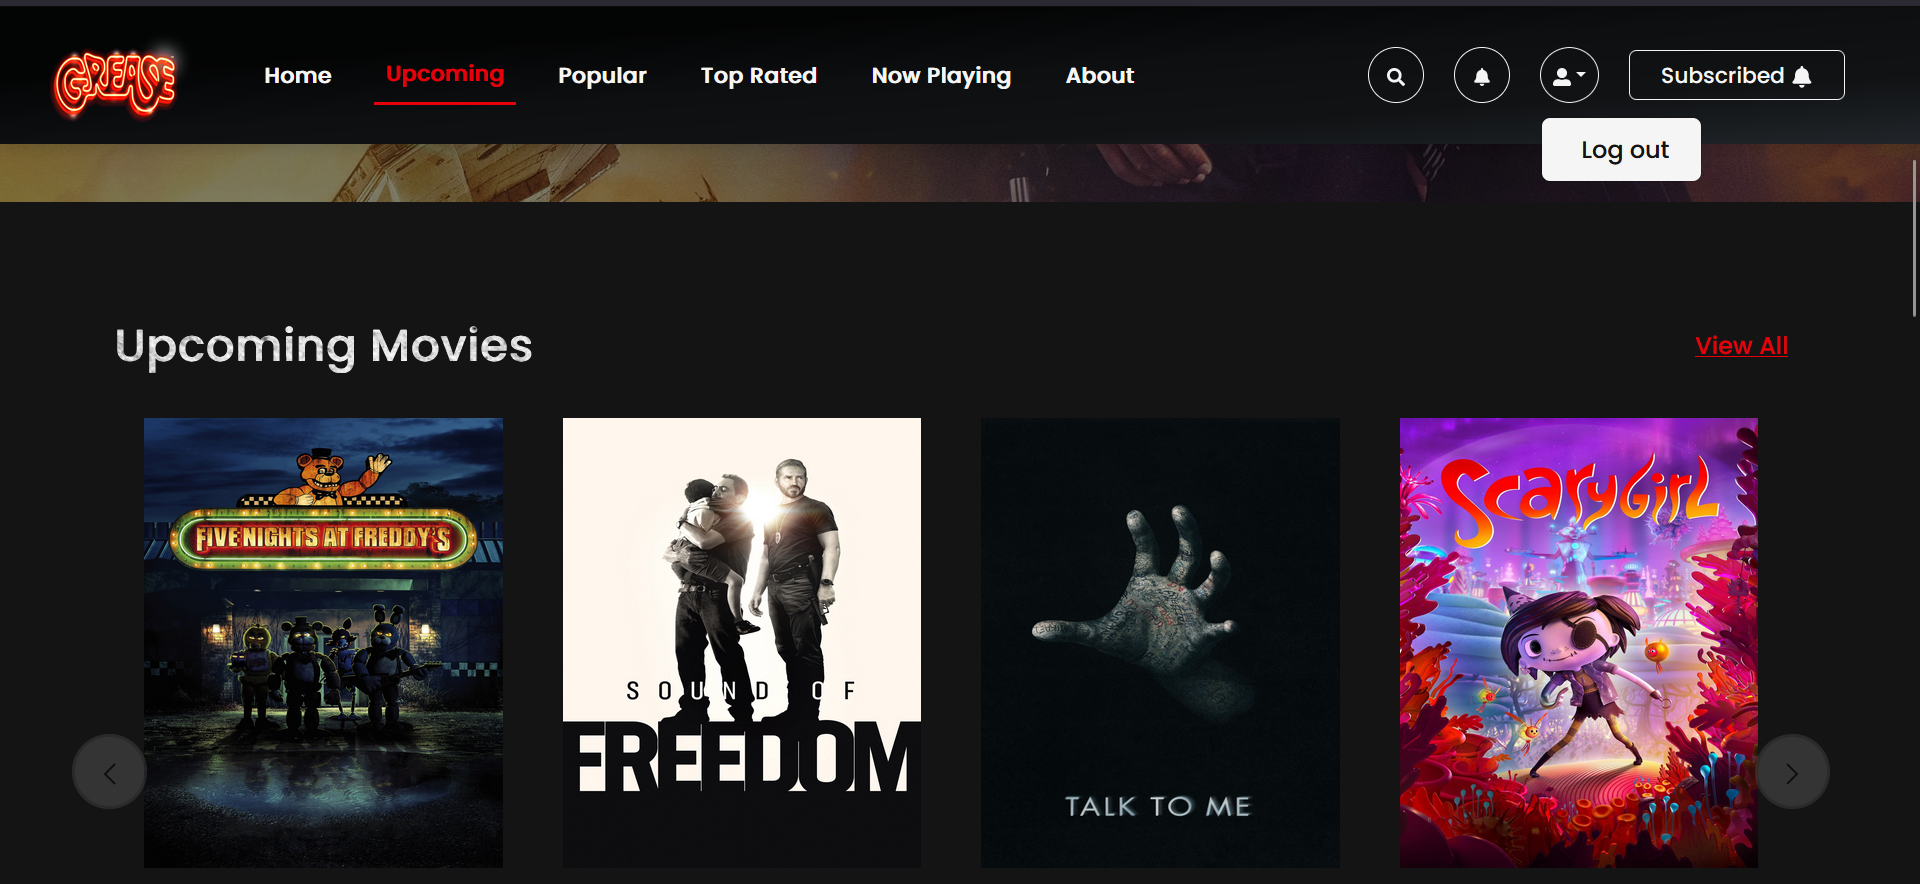 GREASE
Home
Upcoming
Popular
Top Rated
Now Playing
About
Subscribed
Log out
Upcoming Movies
View All
FIVE NIGHTS AT FREDDY'S
SOUND OF
FREEDOM
TALK TO ME
Scarygirl